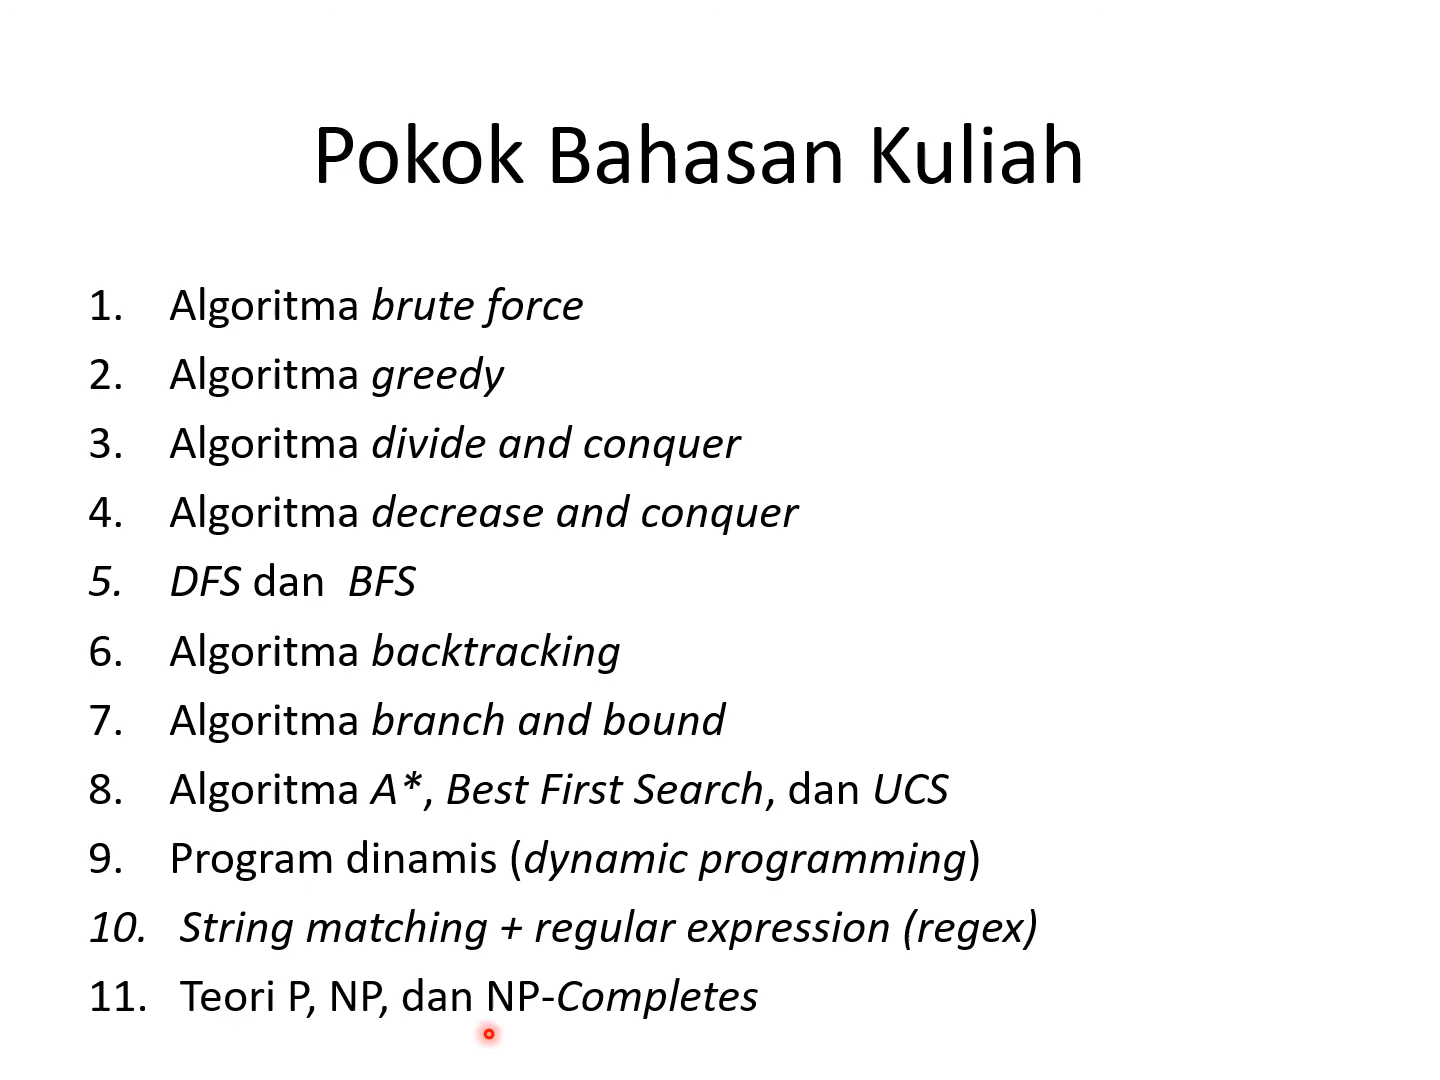 Pokok Bahasan Kuliah
1. Algoritma brute force
2. Algoritma greedy
3. Algoritma divide and conquer
4. Algoritma decrease and conquer
5. DFS dan BFS
6. Algoritma backtracking
7. Algoritma branch and bound
8. Algoritma A*, Best First Search, dan UCS
9. Program dinamis (dynamic programming)
10. String matching + regular expression (regex)
11. Teori P, NP, dan NP-Completes